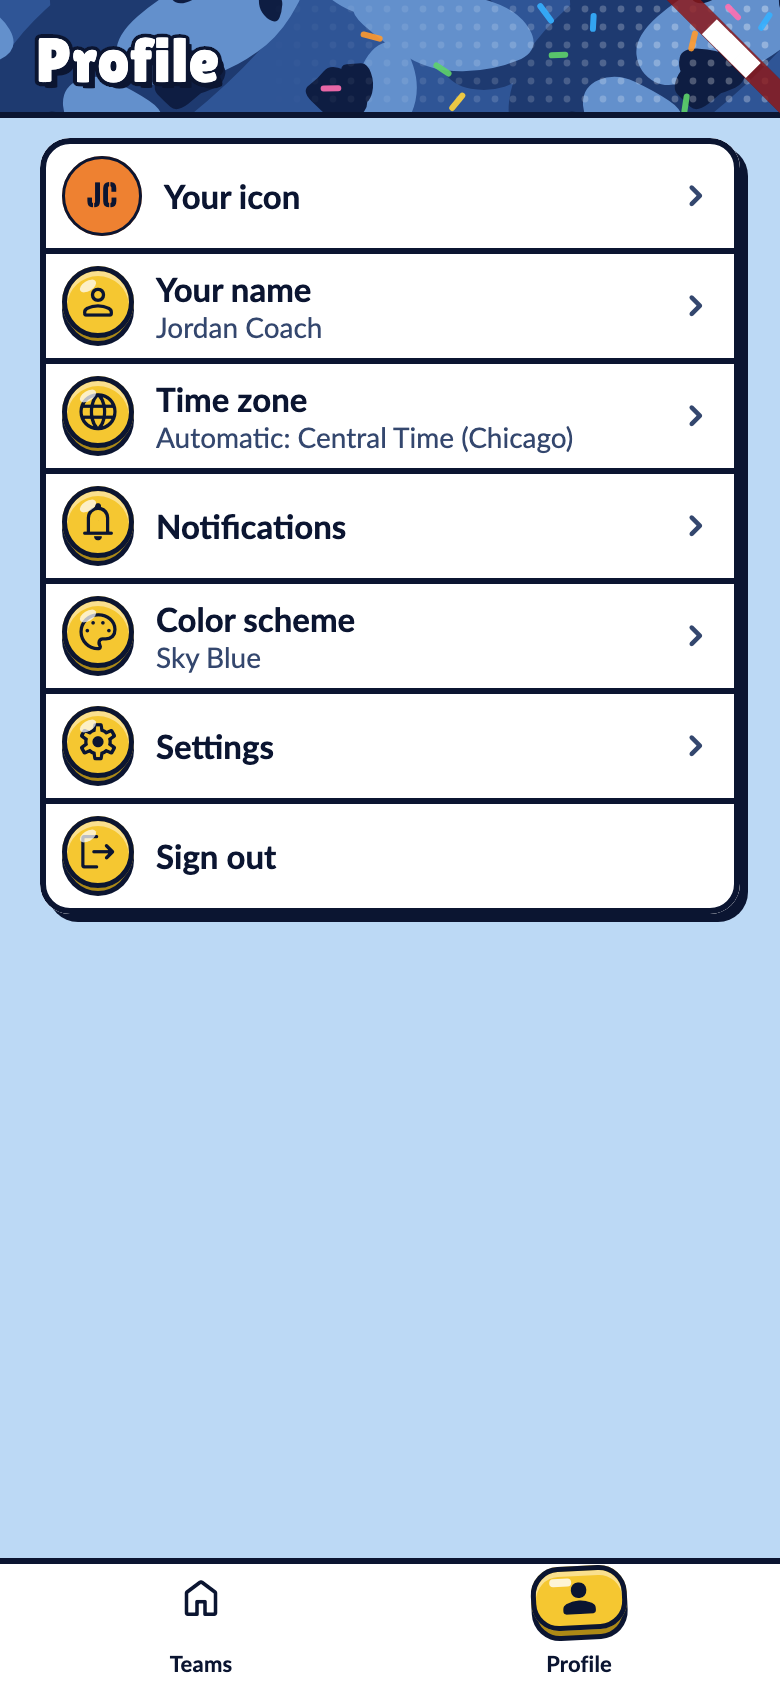 Profile
JC
Your icon
Your name
Jordan Coach
Time zone
Automatic: Central Time (Chicago)
Notifications
Color scheme
Sky Blue
Settings
Sign out
Teams
Profile